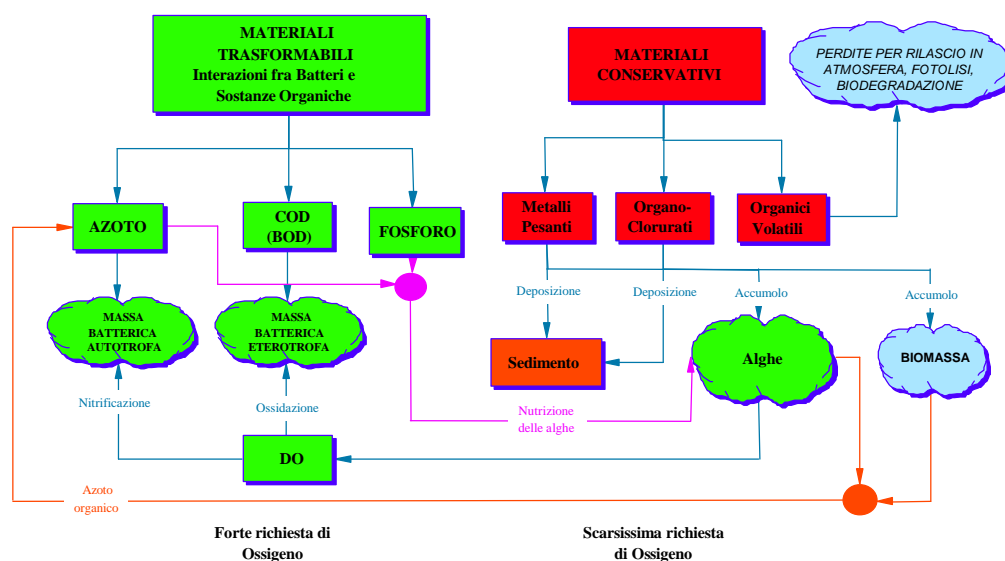 MATERIALI
TRASFORMABILI
Interazioni fra Batteri e
Sostanze Organiche
MATERIALI
CONSERVATIVI
PERDITE PER RILASCIO IN
ATMOSFERA, FOTOLISI,
BIODEGRADAZIONE
AZOTO
COD
(BOD)
FOSFORO
Metalli
Pesanti
Organo-
Clorurati
Organici
Volatili
Deposizione
Deposizione
Accumulo
Accumolo
MASSA
BATTERICA
AUTOTROFA
MASSA
BATTERICA
ETEROTROFA
Sedimento
Alghe
BIOMASSA
Nitrificazione
Ossidazione
Nutrizione
delle alghe
DO
Azoto
organico
Forte richiesta di
Ossigeno
Scarsissima richiesta
di Ossigeno